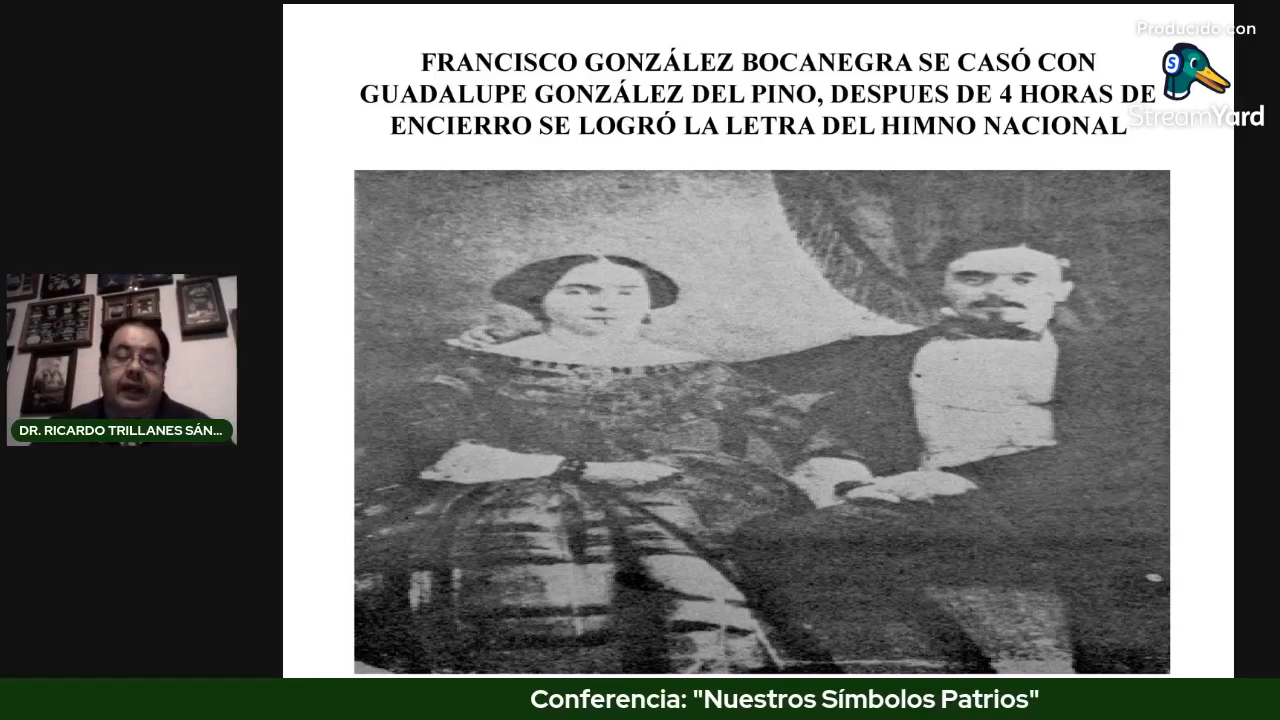 Producido con
StreamYard
FRANCISCO GONZÁLEZ BOCANEGRA SE CASÓ CON
GUADALUPE GONZÁLEZ DEL PINO, DESPUES DE 4 HORAS DE
ENCIERRO SE LOGRÓ LA LETRA DEL HIMNO NACIONAL
DR. RICARDO TRILLANES SÁN...
Conferencia: "Nuestros Símbolos Patrios"